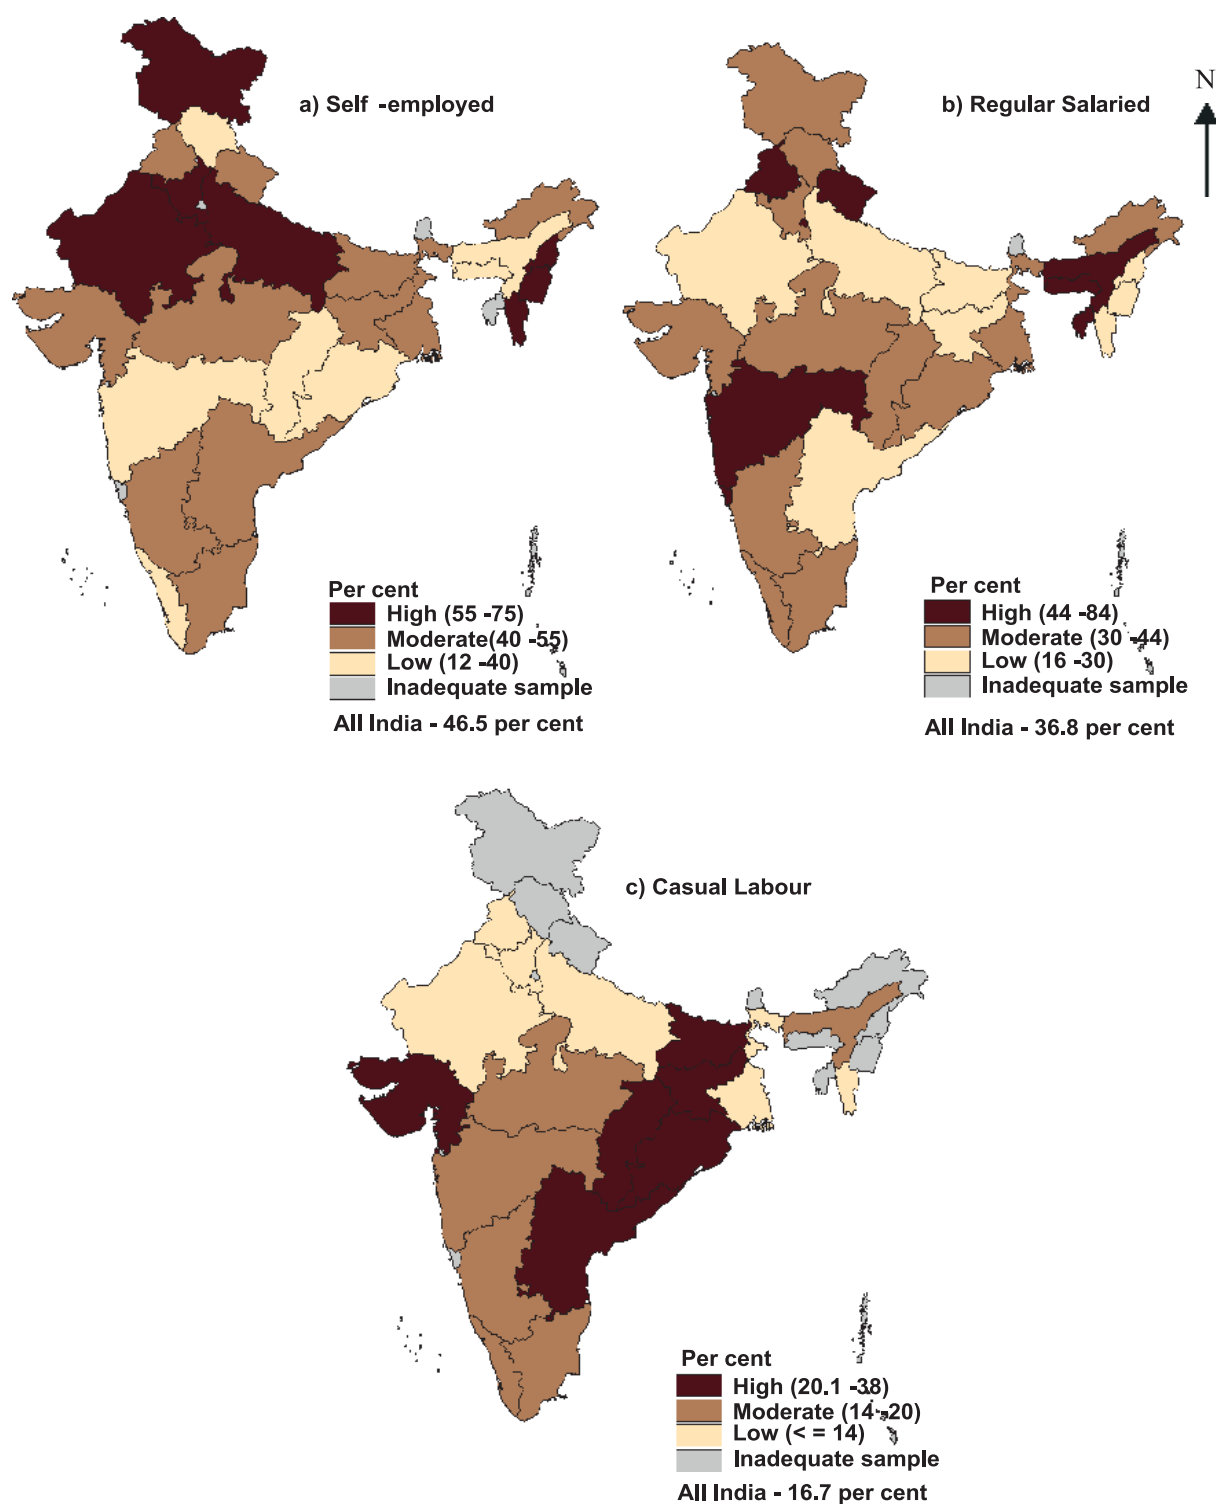 a) Self -employed
b) Regular Salaried
N
Per cent
High (55 -75)
Moderate(40 -55)
Low (12 -40)
Inadequate sample
All India - 46.5 per cent
Per cent
High (44 -84)
Moderate (30 -44)
Low (16 -30)
Inadequate sample
All India - 36.8 per cent
c) Casual Labour
Per cent
High (20.1 -38)
Moderate (14 -20)
Low (< = 14)
Inadequate sample
All India - 16.7 per cent